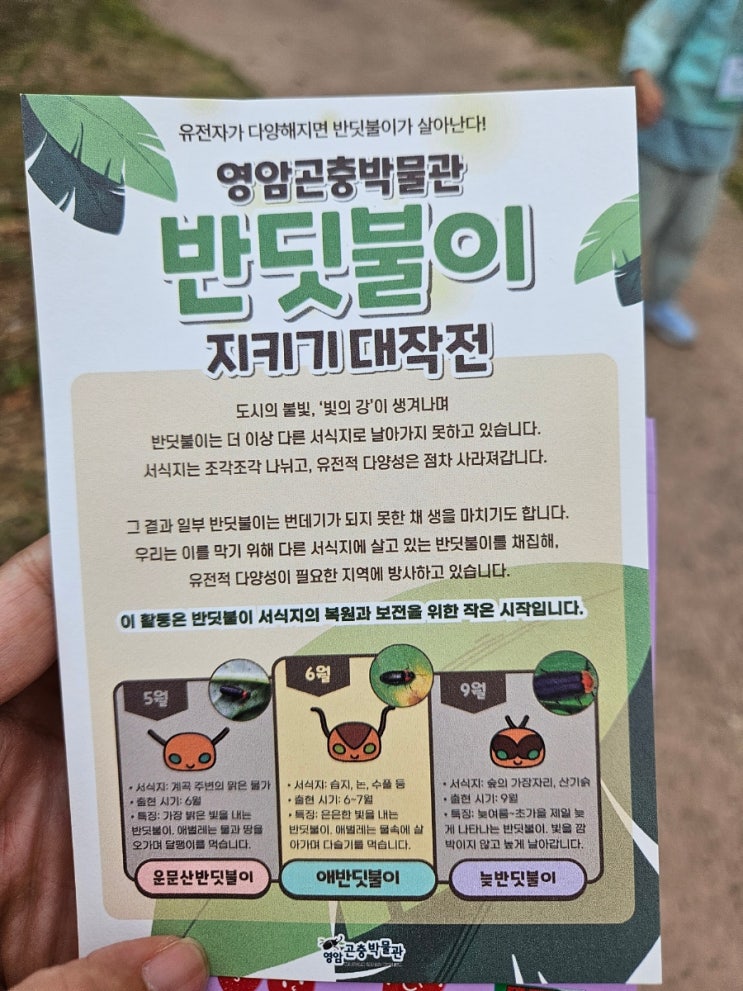 유전자가 다양해지면 반딧불이가 살아난다!
영암곤충박물관
반딧불이
지키기 대작전
도시의 불빛, '빛의 강'이 생겨나며
반딧불이는 더 이상 다른 서식지로 날아가지 못하고 있습니다.
서식지는 조각조각 나뉘고, 유전적 다양성은 점차 사라져갑니다.
그 결과 일부 반딧불이는 번데기가 되지 못한 채 생을 마치기도 합니다.
우리는 이를 막기 위해 다른 서식지에 살고 있는 반딧불이를 채집해,
유전적 다양성이 필요한 지역에 방사하고 있습니다.
이 활동은 반딧불이 서식지의 복원과 보전을 위한 작은 시작입니다.
5월
• 서식지: 계곡 주변의 맑은 물가
• 출현 시기: 6월
• 특징: 가장 밝은 빛을 내는
반딧불이. 애벌레는 물과 땅을
오가며 달팽이를 먹습니다.
운문산반딧불이
6월
• 서식지: 습지, 논, 수풀 등
• 출현 시기: 6~7월
• 특징: 은은한 빛을 내는
반딧불이. 애벌레는 물속에 살
아가며 다슬기를 먹습니다.
애반딧불이
9월
• 서식지: 숲의 가장자리, 산기슭
• 출현 시기: 9월
• 특징: 늦여름~초가을 제일 늦
게 나타나는 반딧불이. 빛을 깜
박이지 않고 높게 날아갑니다.
늦반딧불이
영암곤충박물관